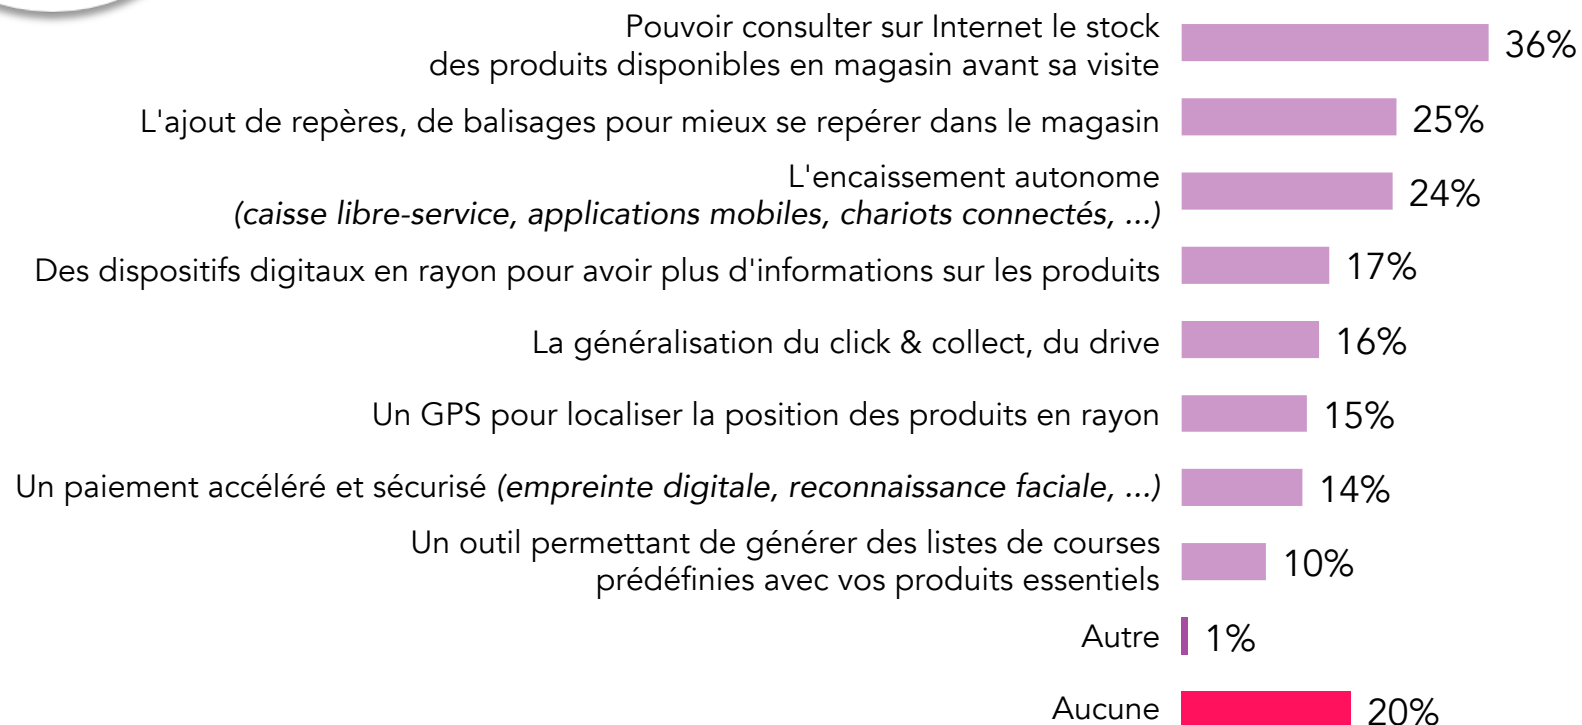 Pouvoir consulter sur Internet le stock
des produits disponibles en magasin avant sa visite
36%
L'ajout de repères, de balisages pour mieux se repérer dans le magasin
25%
L'encaissement autonome
(caisse libre-service, applications mobiles, chariots connectés, ...)
24%
Des dispositifs digitaux en rayon pour avoir plus d'informations sur les produits
17%
La généralisation du click & collect, du drive
16%
Un GPS pour localiser la position des produits en rayon
15%
Un paiement accéléré et sécurisé (empreinte digitale, reconnaissance faciale, ...)
14%
Un outil permettant de générer des listes de courses
prédéfinies avec vos produits essentiels
10%
Autre
1%
Aucune
20%